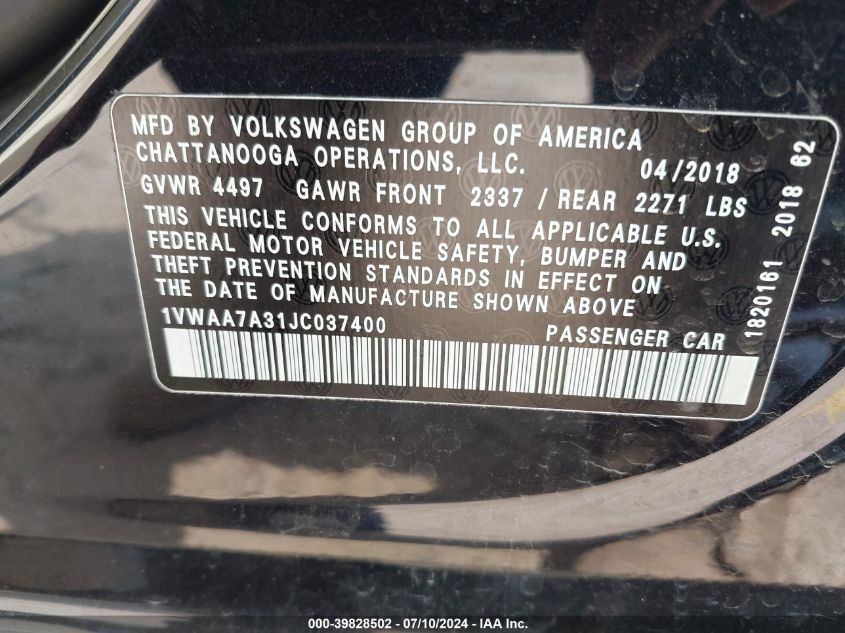 MFD BY VOLKSWAGEN GROUP OF AMERICA
CHATTANOOGA OPERATIONS, LLC. 04/2018
GVWR 4497 GAWR FRONT 2337 / REAR 2271 LBS
THIS VEHICLE CONFORMS TO ALL APPLICABLE U.S.
FEDERAL MOTOR VEHICLE SAFETY, BUMPER AND
THEFT PREVENTION STANDARDS IN EFFECT ON
THE DATE OF MANUFACTURE SHOWN ABOVE
1VWAA7A31JC037400 PASSENGER CAR
1820161 2018 62
000-39828502 - 07/10/2024 - IAA Inc.